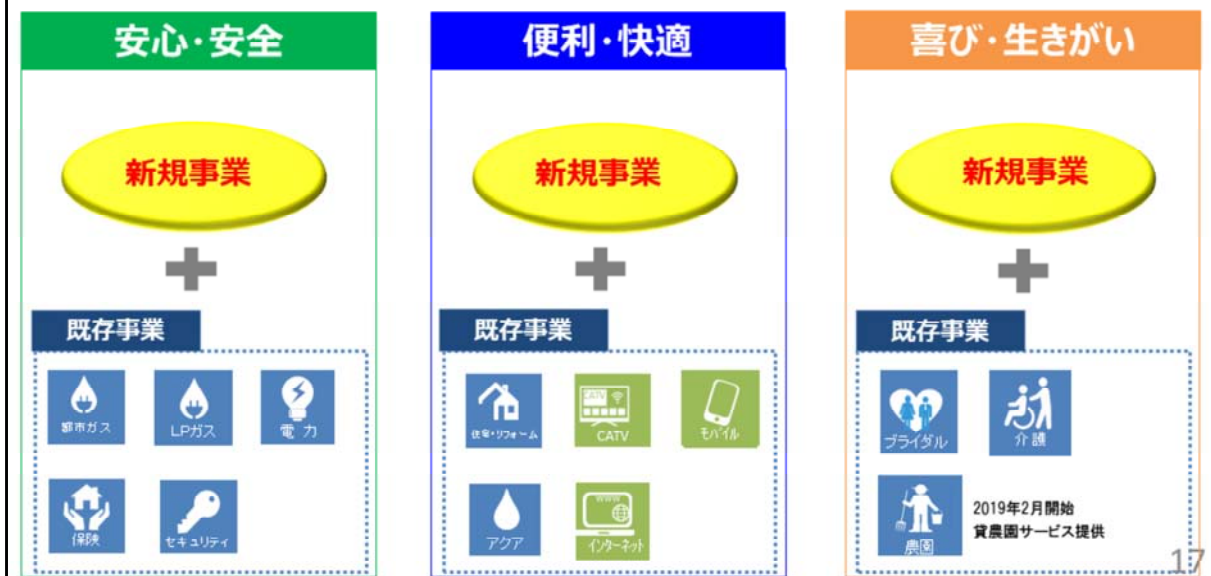 安心・安全
新規事業
既存事業
都市ガス
LPガス
電力
保険
セキュリティ
便利・快適
新規事業
既存事業
住宅・リフォーム
CATV
CATV
モバイル
アクア
WWW
インターネット
喜び・生きがい
新規事業
既存事業
ブライダル
介護
農園
2019年2月開始
貸農園サービス提供
17